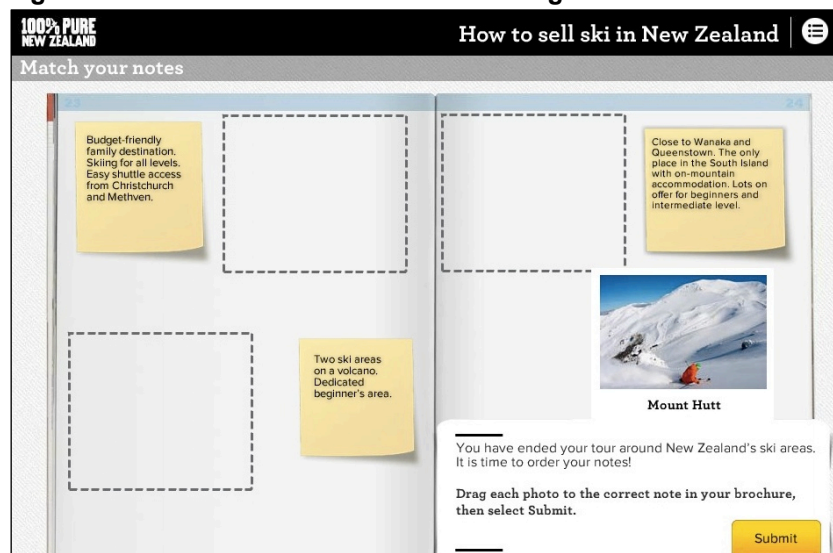 100% PURE
NEW ZEALAND
How to sell ski in New Zealand
Match your notes
23
24
Budget-friendly
family destination.
Skiing for all levels.
Easy shuttle access
from Christchurch
and Methven.
Close to Wanaka and
Queenstown. The only
place in the South Island
with on-mountain
accommodation. Lots on
offer for beginners and
intermediate level.
Two ski areas
on a volcano.
Dedicated
beginner's area.
Mount Hutt
You have ended your tour around New Zealand's ski areas.
It is time to order your notes!
Drag each photo to the correct note in your brochure,
then select Submit.
Submit